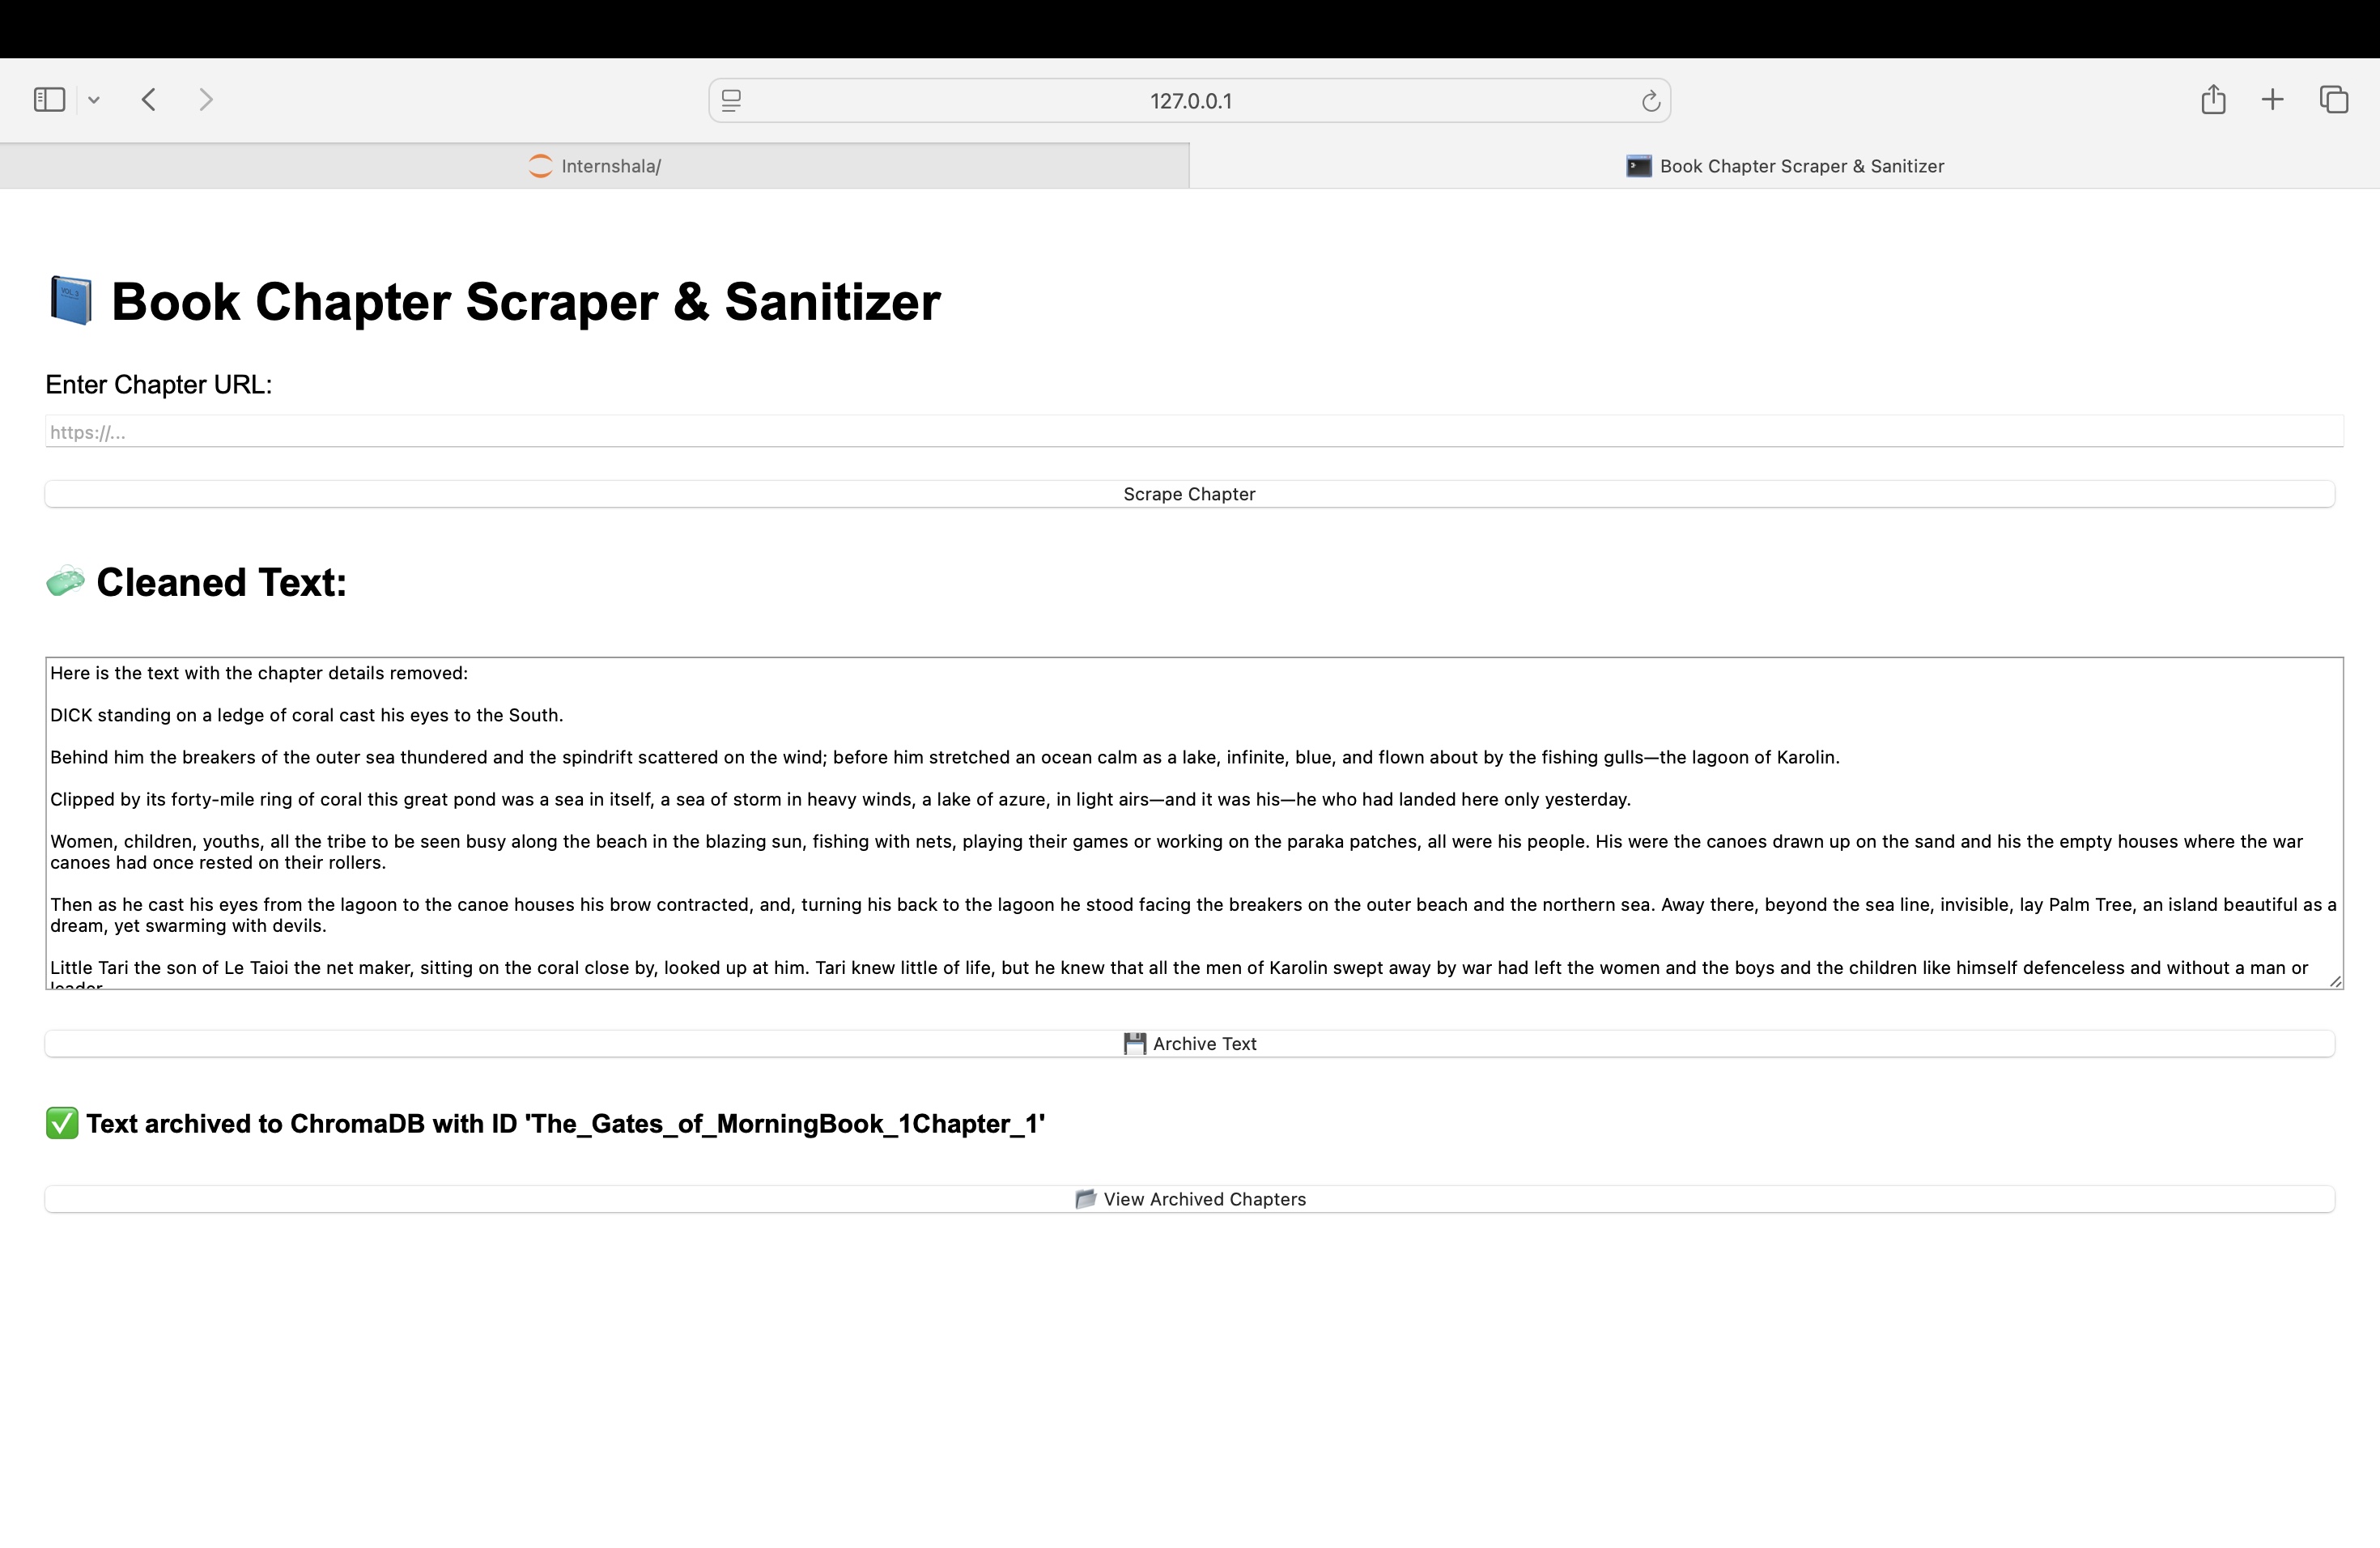 127.0.0.1
Internshala/
Book Chapter Scraper & Sanitizer
Book Chapter Scraper & Sanitizer
Enter Chapter URL:
https://...
Scrape Chapter
Cleaned Text:
Here is the text with the chapter details removed:
DICK standing on a ledge of coral cast his eyes to the South.
Behind him the breakers of the outer sea thundered and the spindrift scattered on the wind; before him stretched an ocean calm as a lake, infinite, blue, and flown about by the fishing gulls—the lagoon of Karolin.
Clipped by its forty-mile ring of coral this great pond was a sea in itself, a sea of storm in heavy winds, a lake of azure, in light airs—and it was his—he who had landed here only yesterday.
Women, children, youths, all the tribe to be seen busy along the beach in the blazing sun, fishing with nets, playing their games or working on the paraka patches, all were his people. His were the canoes drawn up on the sand and his the empty houses where the war
canoes had once rested on their rollers.
Then as he cast his eyes from the lagoon to the canoe houses his brow contracted, and, turning his back to the lagoon he stood facing the breakers on the outer beach and the northern sea. Away there, beyond the sea line, invisible, lay Palm Tree, an island beautiful as a
dream, yet swarming with devils.
Little Tari the son of Le Taioi the net maker, sitting on the coral close by, looked up at him. Tari knew little of life, but he knew that all the men of Karolin swept away by war had left the women and the boys and the children like himself defenceless and without a man or
leader.
Archive Text
Text archived to ChromaDB with ID 'The_Gates_of_MorningBook_1Chapter_1'
View Archived Chapters